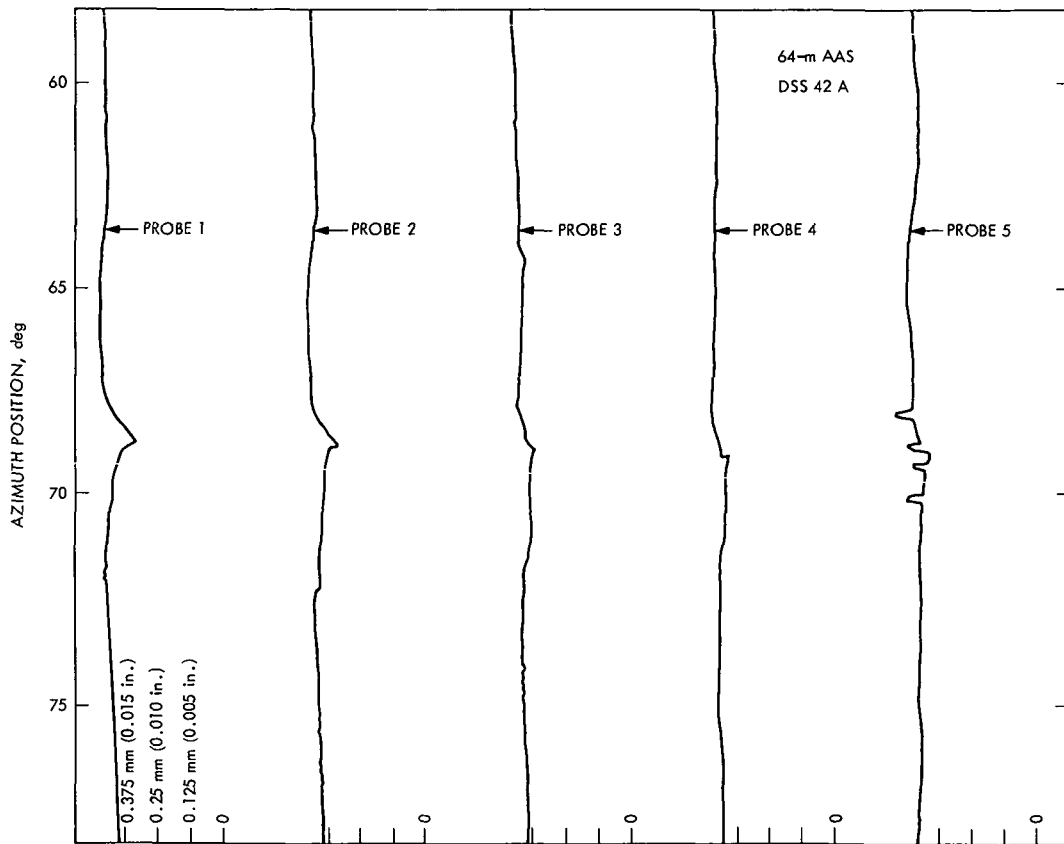 64-m AAS
DSS 42 A
60
PROBE 1
PROBE 2
PROBE 3
PROBE 4
PROBE 5
65
AZIMUTH POSITION, deg
70
75
0.375 mm (0.015 in.)
0.25 mm (0.010 in.)
0.125 mm (0.005 in.)
0
0
0
0
0